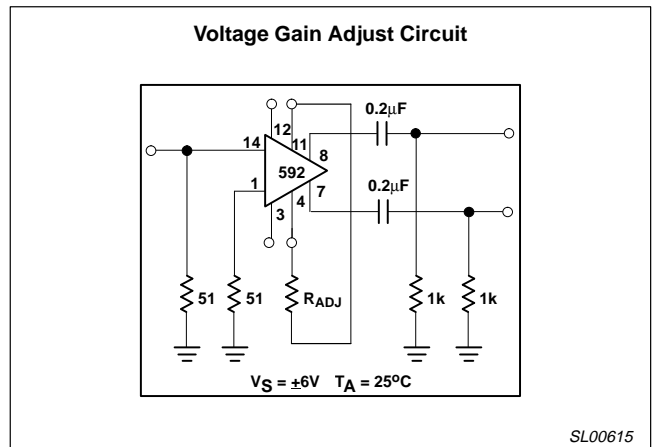 Voltage Gain Adjust Circuit
0.2µF
12
11
14
8
592
0.2µF
1
7
4
3
51
51
RADJ
1k
1k
VS = ±6V TA = 25oC
SL00615